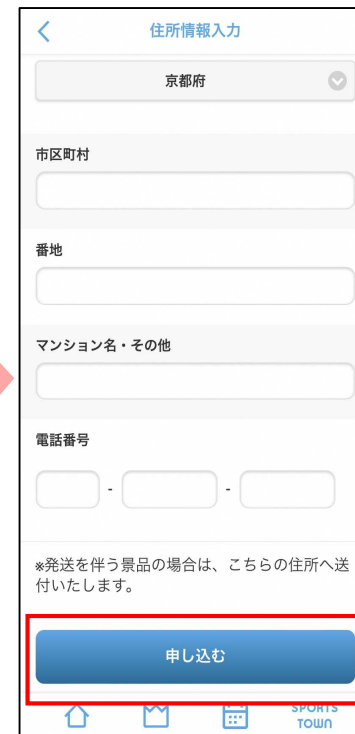 住所情報入力
京都府
市区町村
番地
マンション名・その他
電話番号
- -
※発送を伴う景品の場合は、こちらの住所へ送
付いたします。
申し込む
SPORTS
TOWN